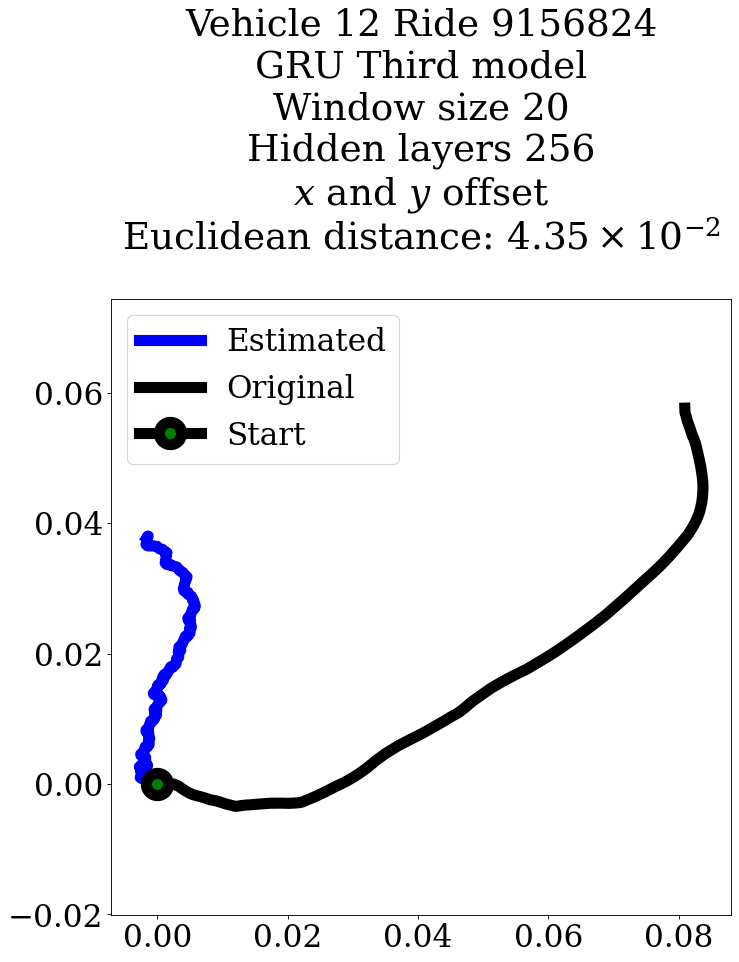 Vehicle 12 Ride 9156824
GRU Third model
Window size 20
Hidden layers 256
x and y offset
Euclidean distance: 4.35 × 10⁻²
Estimated
Original
Start
0.06
0.04
0.02
0.00
−0.02
0.00 0.02 0.04 0.06 0.08